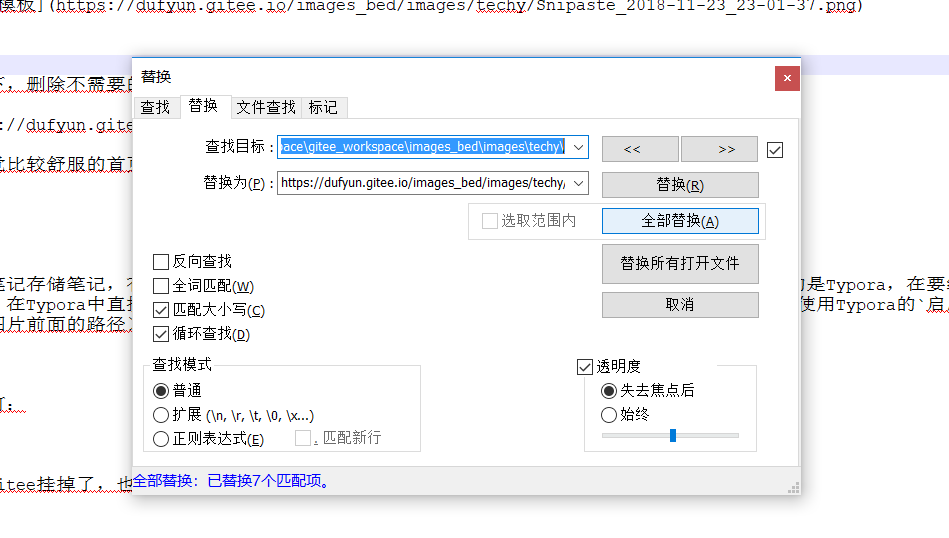 模板](https://dufyun.gitee.io/images_bed/images/techy/Snipaste_2018-11-23_23-01-37.png)
替换
下，删除不需要的
查找 替换 文件查找 标记
://dufyun.gite
查找目标： pace\gitee_workspace\images_bed\images\techy\ << >>
比较舒服的首页
替换为(P)： https://dufyun.gitee.io/images_bed/images/techy/ 替换(R)
选取范围内 全部替换(A)
反向查找 替换所有打开文件
笔记存储笔记， 是Typora，在要
全词匹配(W)
在Typora中直接 取消 使用Typora的`启
匹配大小写(C)
片前面的路径
循环查找(D)
查找模式 透明度
普通 失去焦点后
扩展 (\n, \r, \t, \0, \x...) 始终
正则表达式(E) . 匹配新行
全部替换：已替换7个匹配项。
itee挂掉了，也